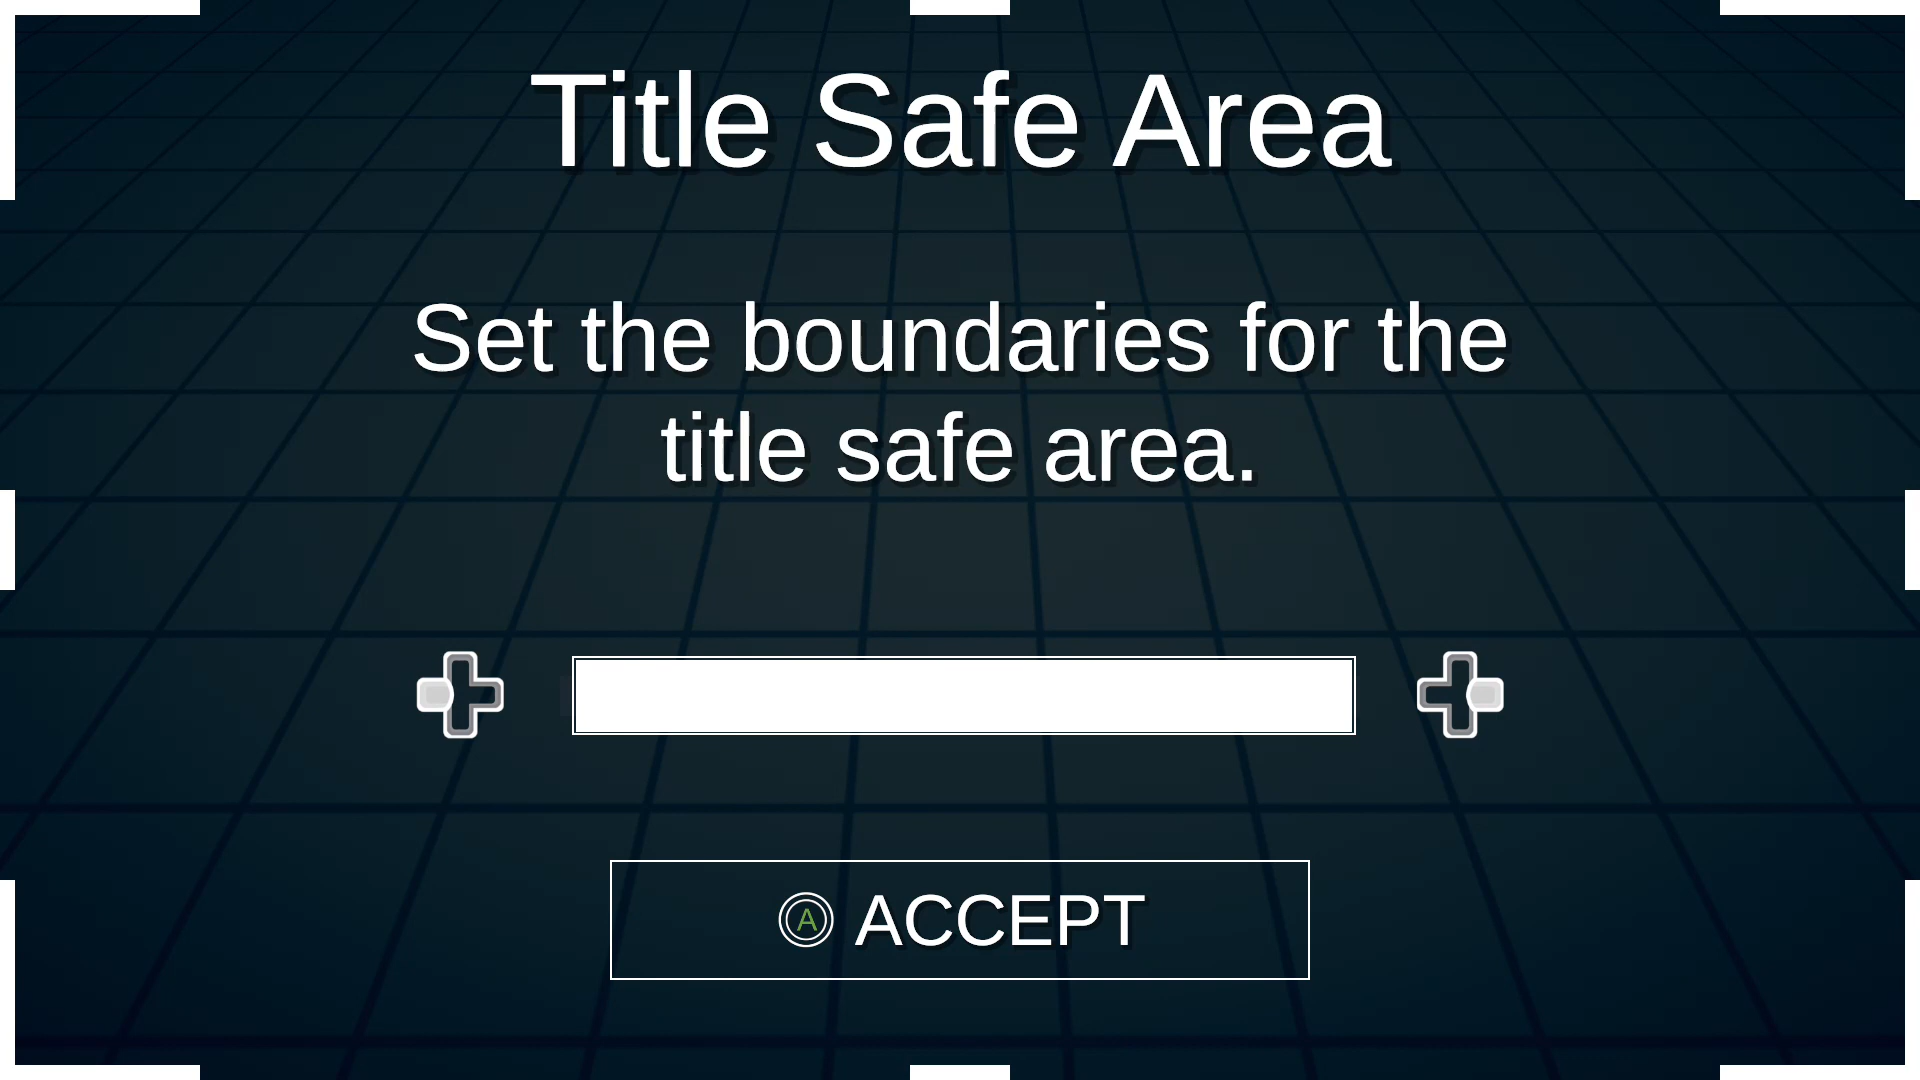 Title Safe Area
Set the boundaries for the
title safe area.
A ACCEPT